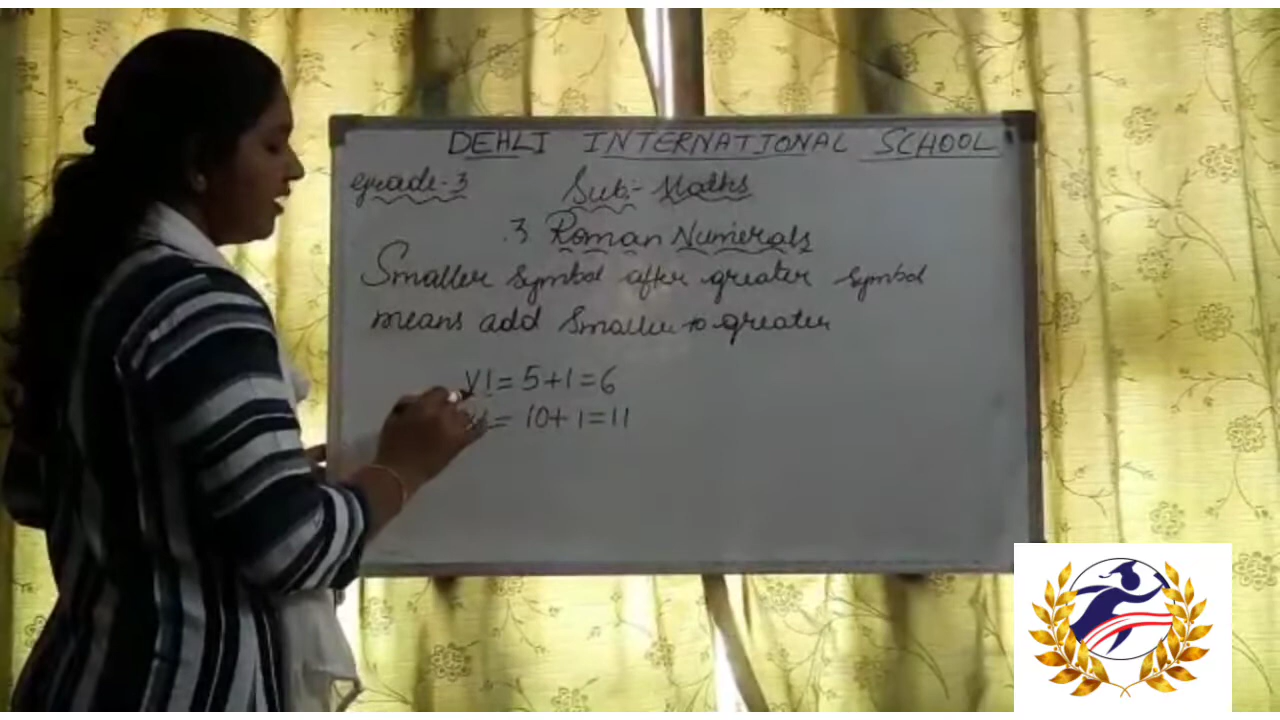 DEHLI INTERNATIONAL SCHOOL
Grade-3 Sub:- Maths
3 Roman Numerals
Smaller symbol after greater symbol
means add smaller to greater
VI = 5+1=6
XI = 10+1=11